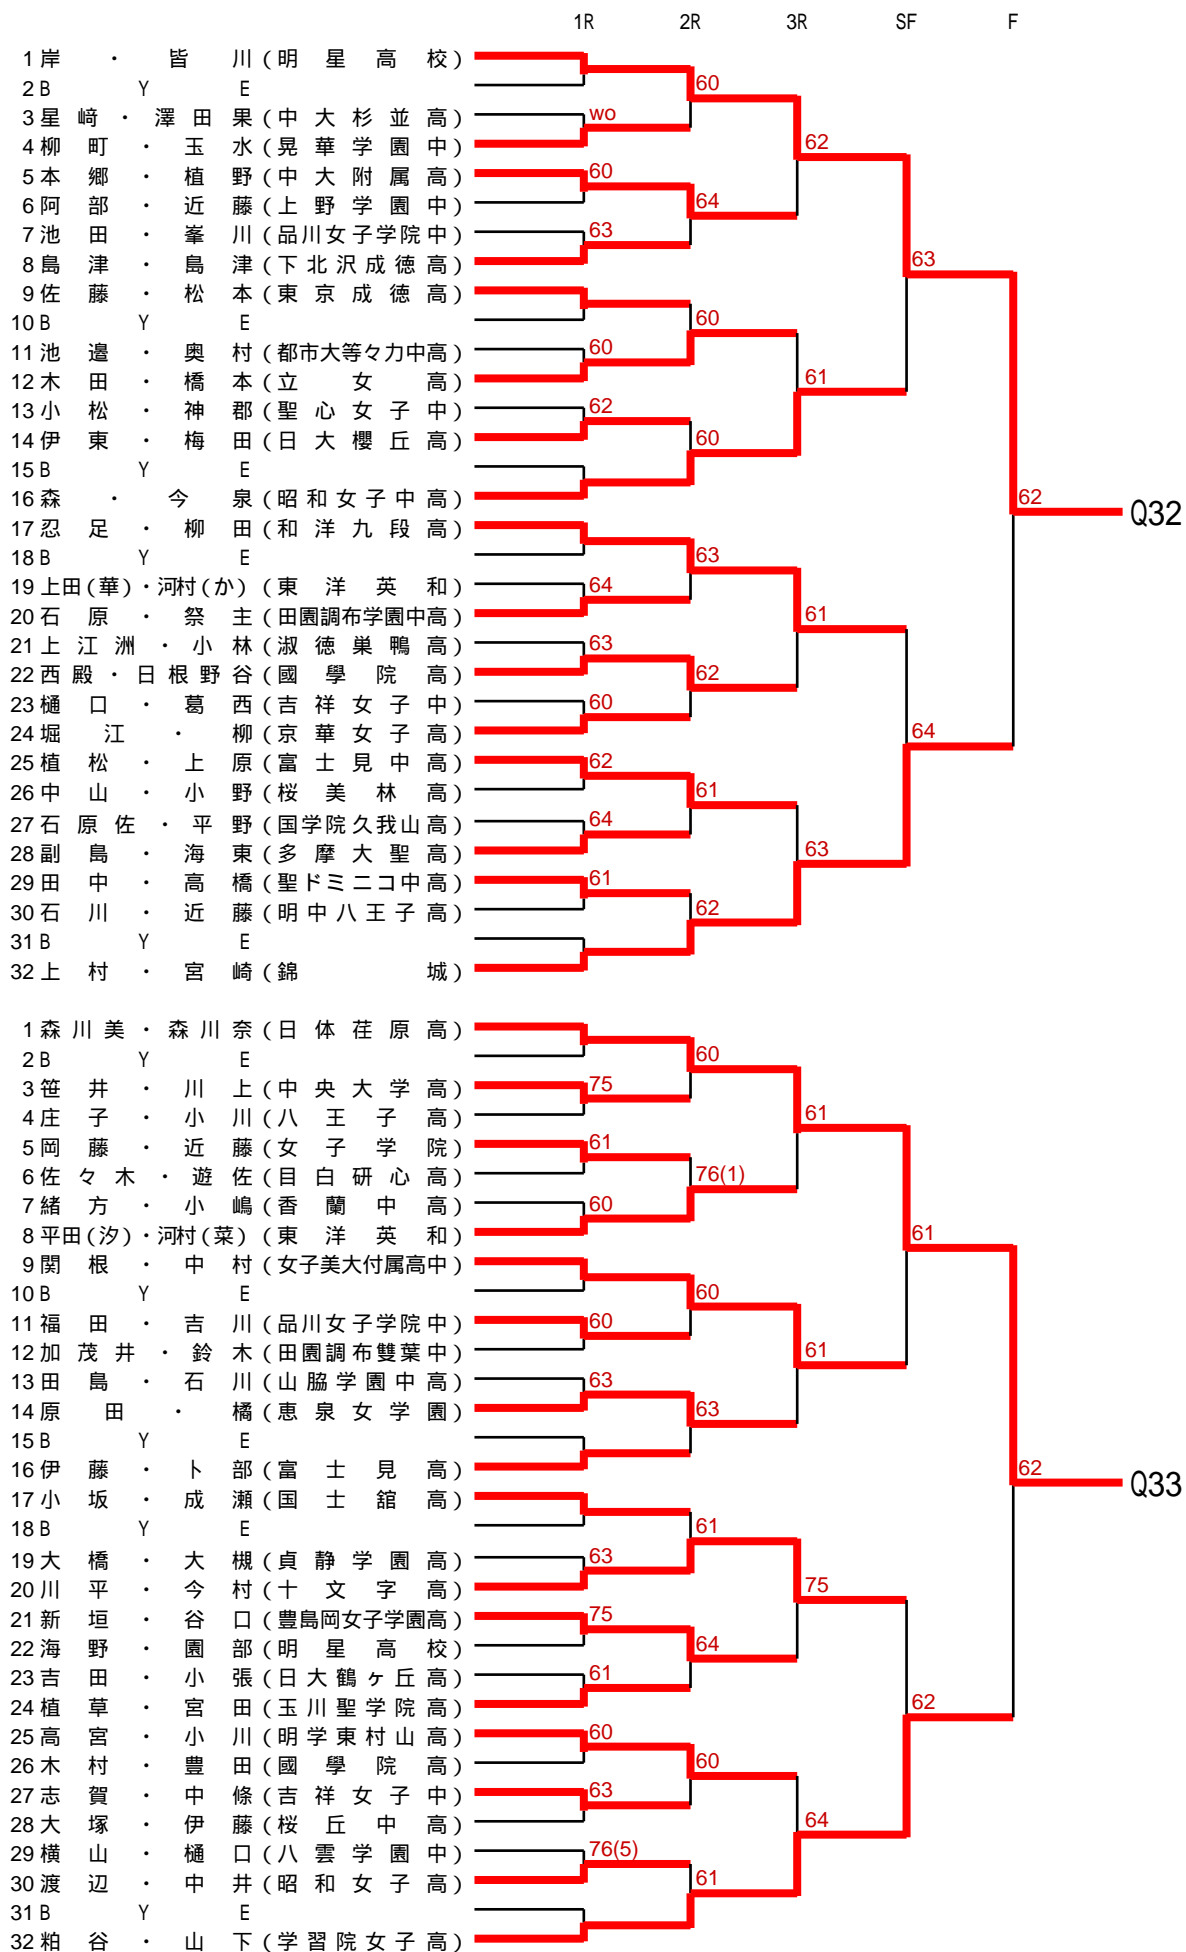 1R 2R 3R SF F
1 岸 ・ 皆 川 (明 星 高 校)
2 B Y E
60
3 星 﨑 ・ 澤 田 果 (中 大 杉 並 高) wo
4 柳 町 ・ 玉 水 (晃 華 学 園 中) 62
5 本 郷 ・ 植 野 (中 大 附 属 高) 60
6 阿 部 ・ 近 藤 (上 野 学 園 中) 64
7 池 田 ・ 峯 川 (品川女子学院中) 63
8 島 津 ・ 島 津 (下 北 沢 成 徳 高) 63
9 佐 藤 ・ 松 本 (東 京 成 徳 高)
10 B Y E 60
11 池 邉 ・ 奥 村 (都市大等々力中高) 60
12 木 田 ・ 橋 本 (立 女 高) 61
13 小 松 ・ 神 郡 (聖 心 女 子 中) 62
14 伊 東 ・ 梅 田 (日 大 櫻 丘 高) 60
15 B Y E
16 森 ・ 今 泉 (昭 和 女 子 中 高) 62
Q32
17 忍 足 ・ 柳 田 (和 洋 九 段 高)
18 B Y E 63
19 上田(華)・河村(か) (東 洋 英 和) 64
20 石 原 ・ 祭 主 (田園調布学園中高) 61
21 上 江 洲 ・ 小 林 (淑 徳 巣 鴨 高) 63
22 西 殿 ・ 日 根 野 谷 (國 學 院 高) 62
23 樋 口 ・ 葛 西 (吉 祥 女 子 中) 60
24 堀 江 ・ 柳 (京 華 女 子 高) 64
25 植 松 ・ 上 原 (富 士 見 中 高) 62
26 中 山 ・ 小 野 (桜 美 林 高) 61
27 石 原 佐 ・ 平 野 (国学院久我山高) 64
28 副 島 ・ 海 東 (多 摩 大 聖 高) 63
29 田 中 ・ 高 橋 (聖ドミニコ中高) 61
30 石 川 ・ 近 藤 (明 中 八 王 子 高) 62
31 B Y E
32 上 村 ・ 宮 崎 (錦 城)
1 森 川 美 ・ 森 川 奈 (日 体 荏 原 高)
2 B Y E 60
3 笹 井 ・ 川 上 (中 央 大 学 高) 75
4 庄 子 ・ 小 川 (八 王 子 高) 61
5 岡 藤 ・ 近 藤 (女 子 学 院) 61
6 佐 々 木 ・ 遊 佐 (目 白 研 心 高) 76(1)
7 緒 方 ・ 小 嶋 (香 蘭 中 高) 60
8 平田(汐)・河村(菜) (東 洋 英 和) 61
9 関 根 ・ 中 村 (女子美大付属高中)
10 B Y E 60
11 福 田 ・ 吉 川 (品川女子学院中) 60
12 加 茂 井 ・ 鈴 木 (田園調布雙葉中) 61
13 田 島 ・ 石 川 (山 脇 学 園 中 高) 63
14 原 田 ・ 橘 (恵 泉 女 学 園) 63
15 B Y E
16 伊 藤 ・ 卜 部 (富 士 見 高) 62
Q33
17 小 坂 ・ 成 瀬 (国 士 舘 高)
18 B Y E 61
19 大 橋 ・ 大 槻 (貞 静 学 園 高) 63
20 川 平 ・ 今 村 (十 文 字 高) 75
21 新 垣 ・ 谷 口 (豊島岡女子学園高) 75
22 海 野 ・ 園 部 (明 星 高 校) 64
23 吉 田 ・ 小 張 (日 大 鶴 ヶ 丘 高) 61
24 植 草 ・ 宮 田 (玉 川 聖 学 院 高) 62
25 高 宮 ・ 小 川 (明 学 東 村 山 高) 60
26 木 村 ・ 豊 田 (國 學 院 高) 60
27 志 賀 ・ 中 條 (吉 祥 女 子 中) 63
28 大 塚 ・ 伊 藤 (桜 丘 中 高) 64
29 横 山 ・ 樋 口 (八 雲 学 園 中) 76(5)
30 渡 辺 ・ 中 井 (昭 和 女 子 高) 61
31 B Y E
32 粕 谷 ・ 山 下 (学 習 院 女 子 高)